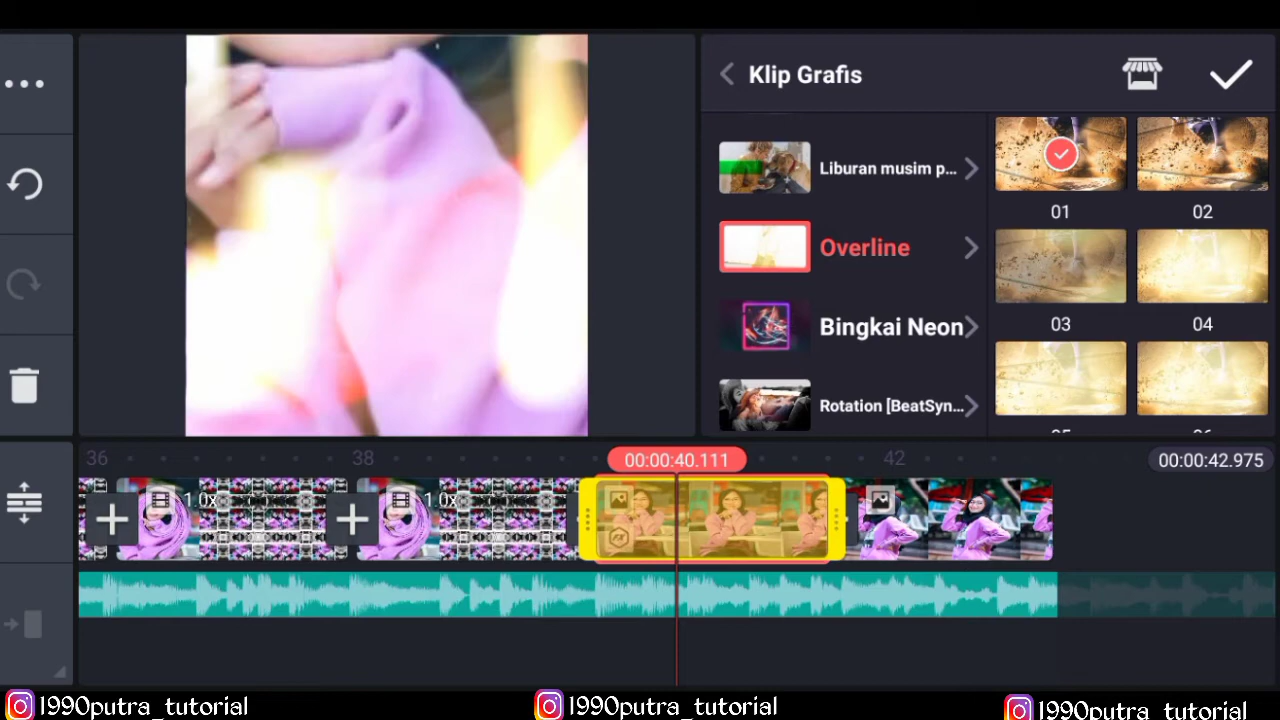 Klip Grafis
Liburan musim p...
Overline
Bingkai Neon
Rotation [BeatSyn...
01
02
03
04
36
38
00:00:40.111
42
00:00:42.975
1.0x
1.0x
1990putra_tutorial
1990putra_tutorial
1990putra_tutorial